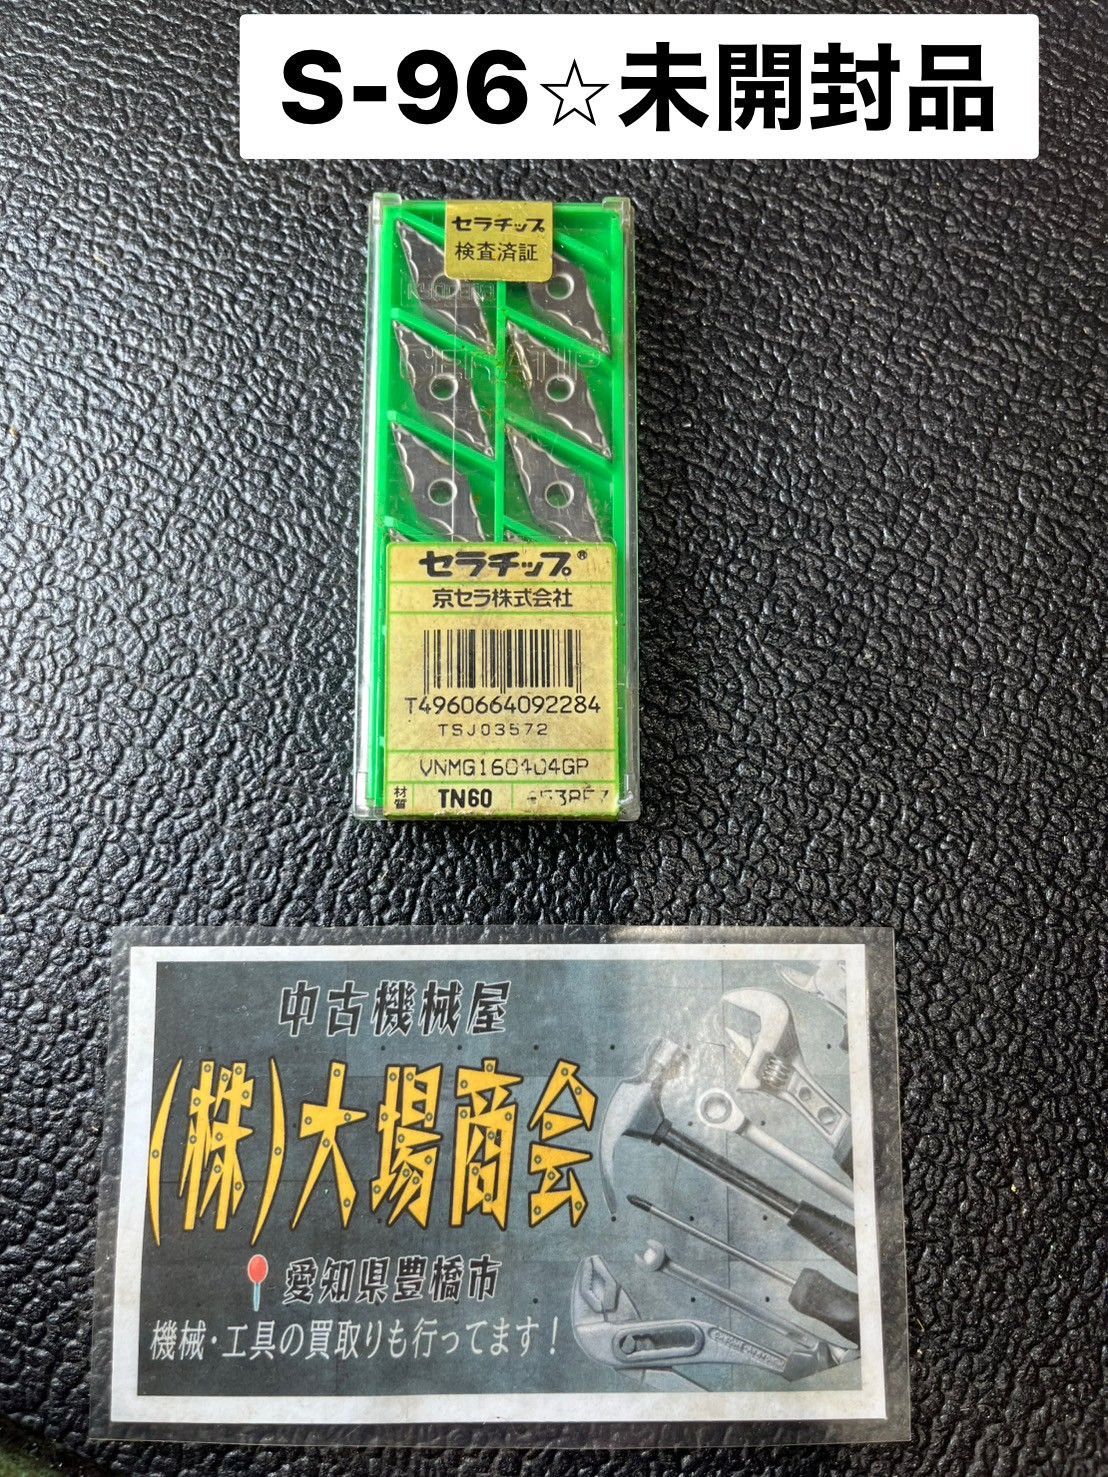 S-96☆未開封品
セラチップ
検査済証
KYOCERA
CERATIP
セラチップ®
京セラ株式会社
T4960664092284
TSJ03572
VNMG160404GP
材質 TN60
中古機械屋
(株)大場商会
愛知県豊橋市
機械・工具の買取りも行ってます!